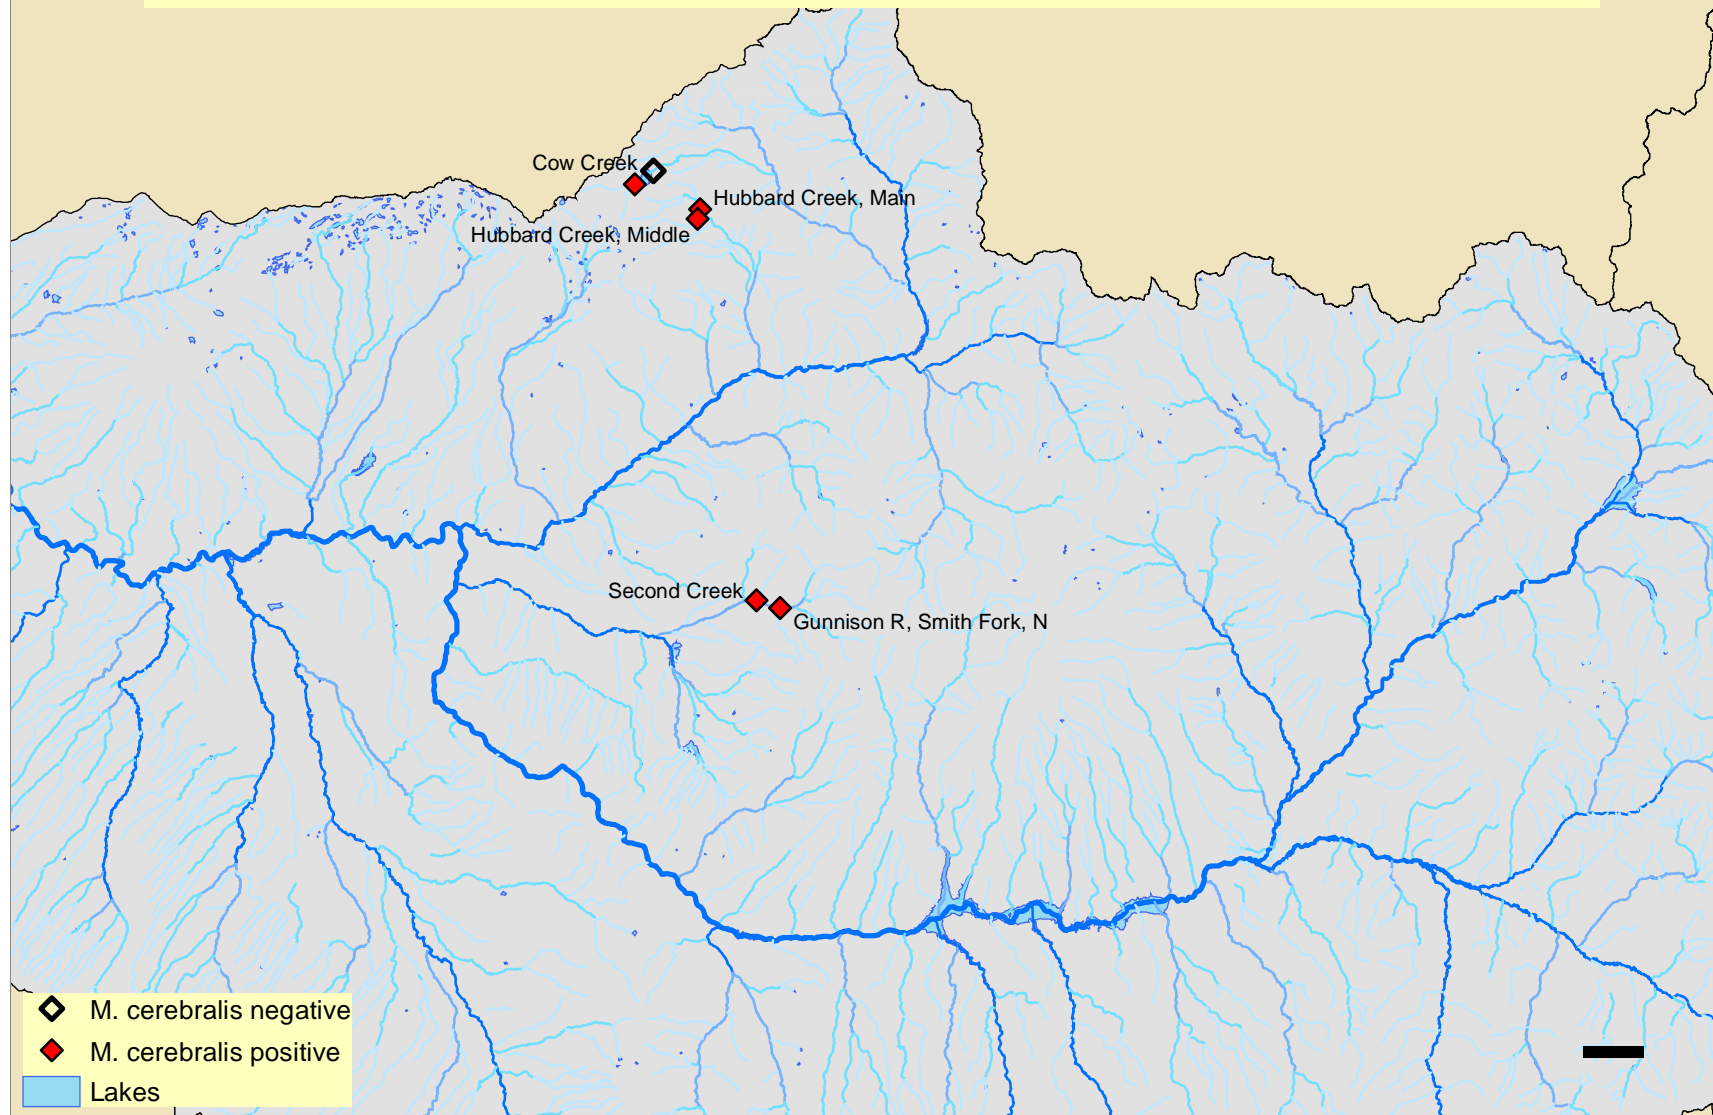 Cow Creek
Hubbard Creek, Main
Hubbard Creek, Middle
Second Creek
Gunnison R, Smith Fork, N
M. cerebralis negative
M. cerebralis positive
Lakes